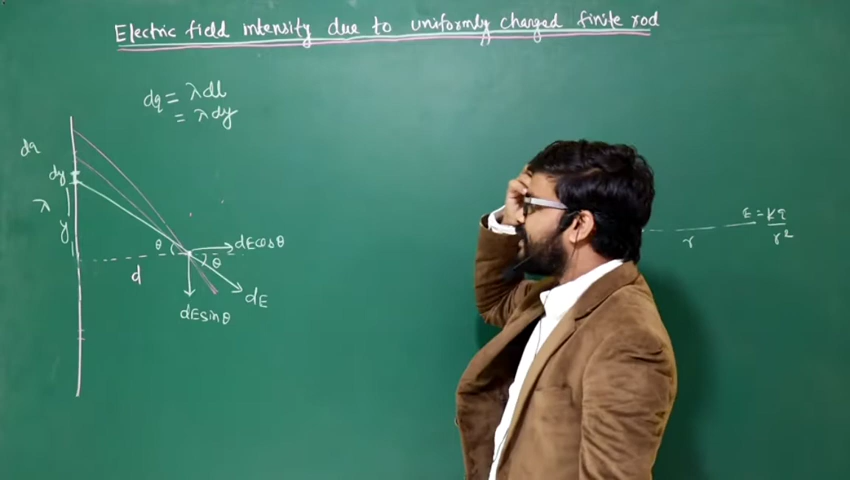 Electric field intensity due to uniformly charged finite rod
dq = λdl
= λdy
dq
dy
λ
y
θ
dEcosθ
θ
d
dE
dEsinθ
E = kq
r²
r